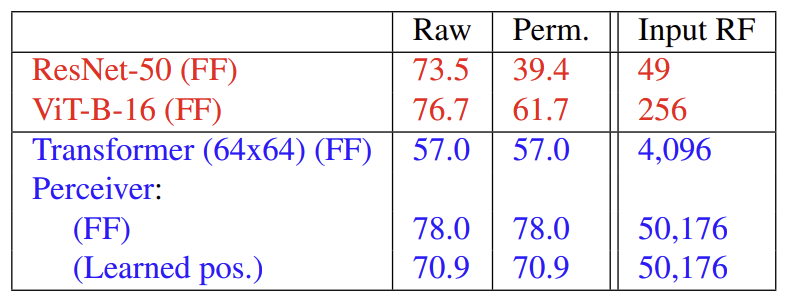 Raw Perm. Input RF
ResNet-50 (FF) 73.5 39.4 49
ViT-B-16 (FF) 76.7 61.7 256
Transformer (64x64) (FF) 57.0 57.0 4,096
Perceiver:
(FF) 78.0 78.0 50,176
(Learned pos.) 70.9 70.9 50,176